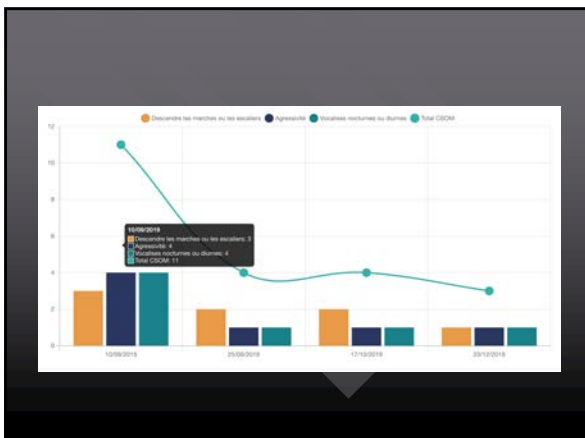 Descendre les marches ou les escaliers Agressivité Vocalises nocturnes ou diurnes Total CSOM
12
10
8
6
4
2
0
10/09/2019
Descendre les marches ou les escaliers: 3
Agressivité: 4
Vocalises nocturnes ou diurnes: 4
Total CSOM: 11
10/09/2019 25/09/2019 17/10/2019 23/12/2019